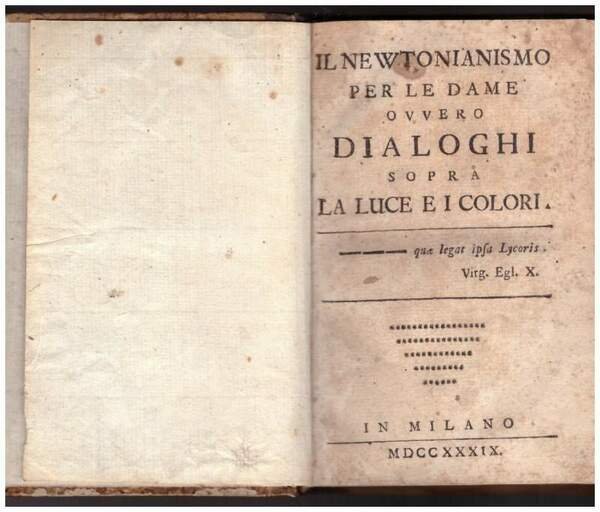 IL NEWTONIANISMO
PER LE DAME
OVVERO
DIALOGHI
SOPRA
LA LUCE E I COLORI.
——— quæ legat ipsa Lycoris.
Virg. Egl. X.
IN MILANO
MDCCXXXIX.